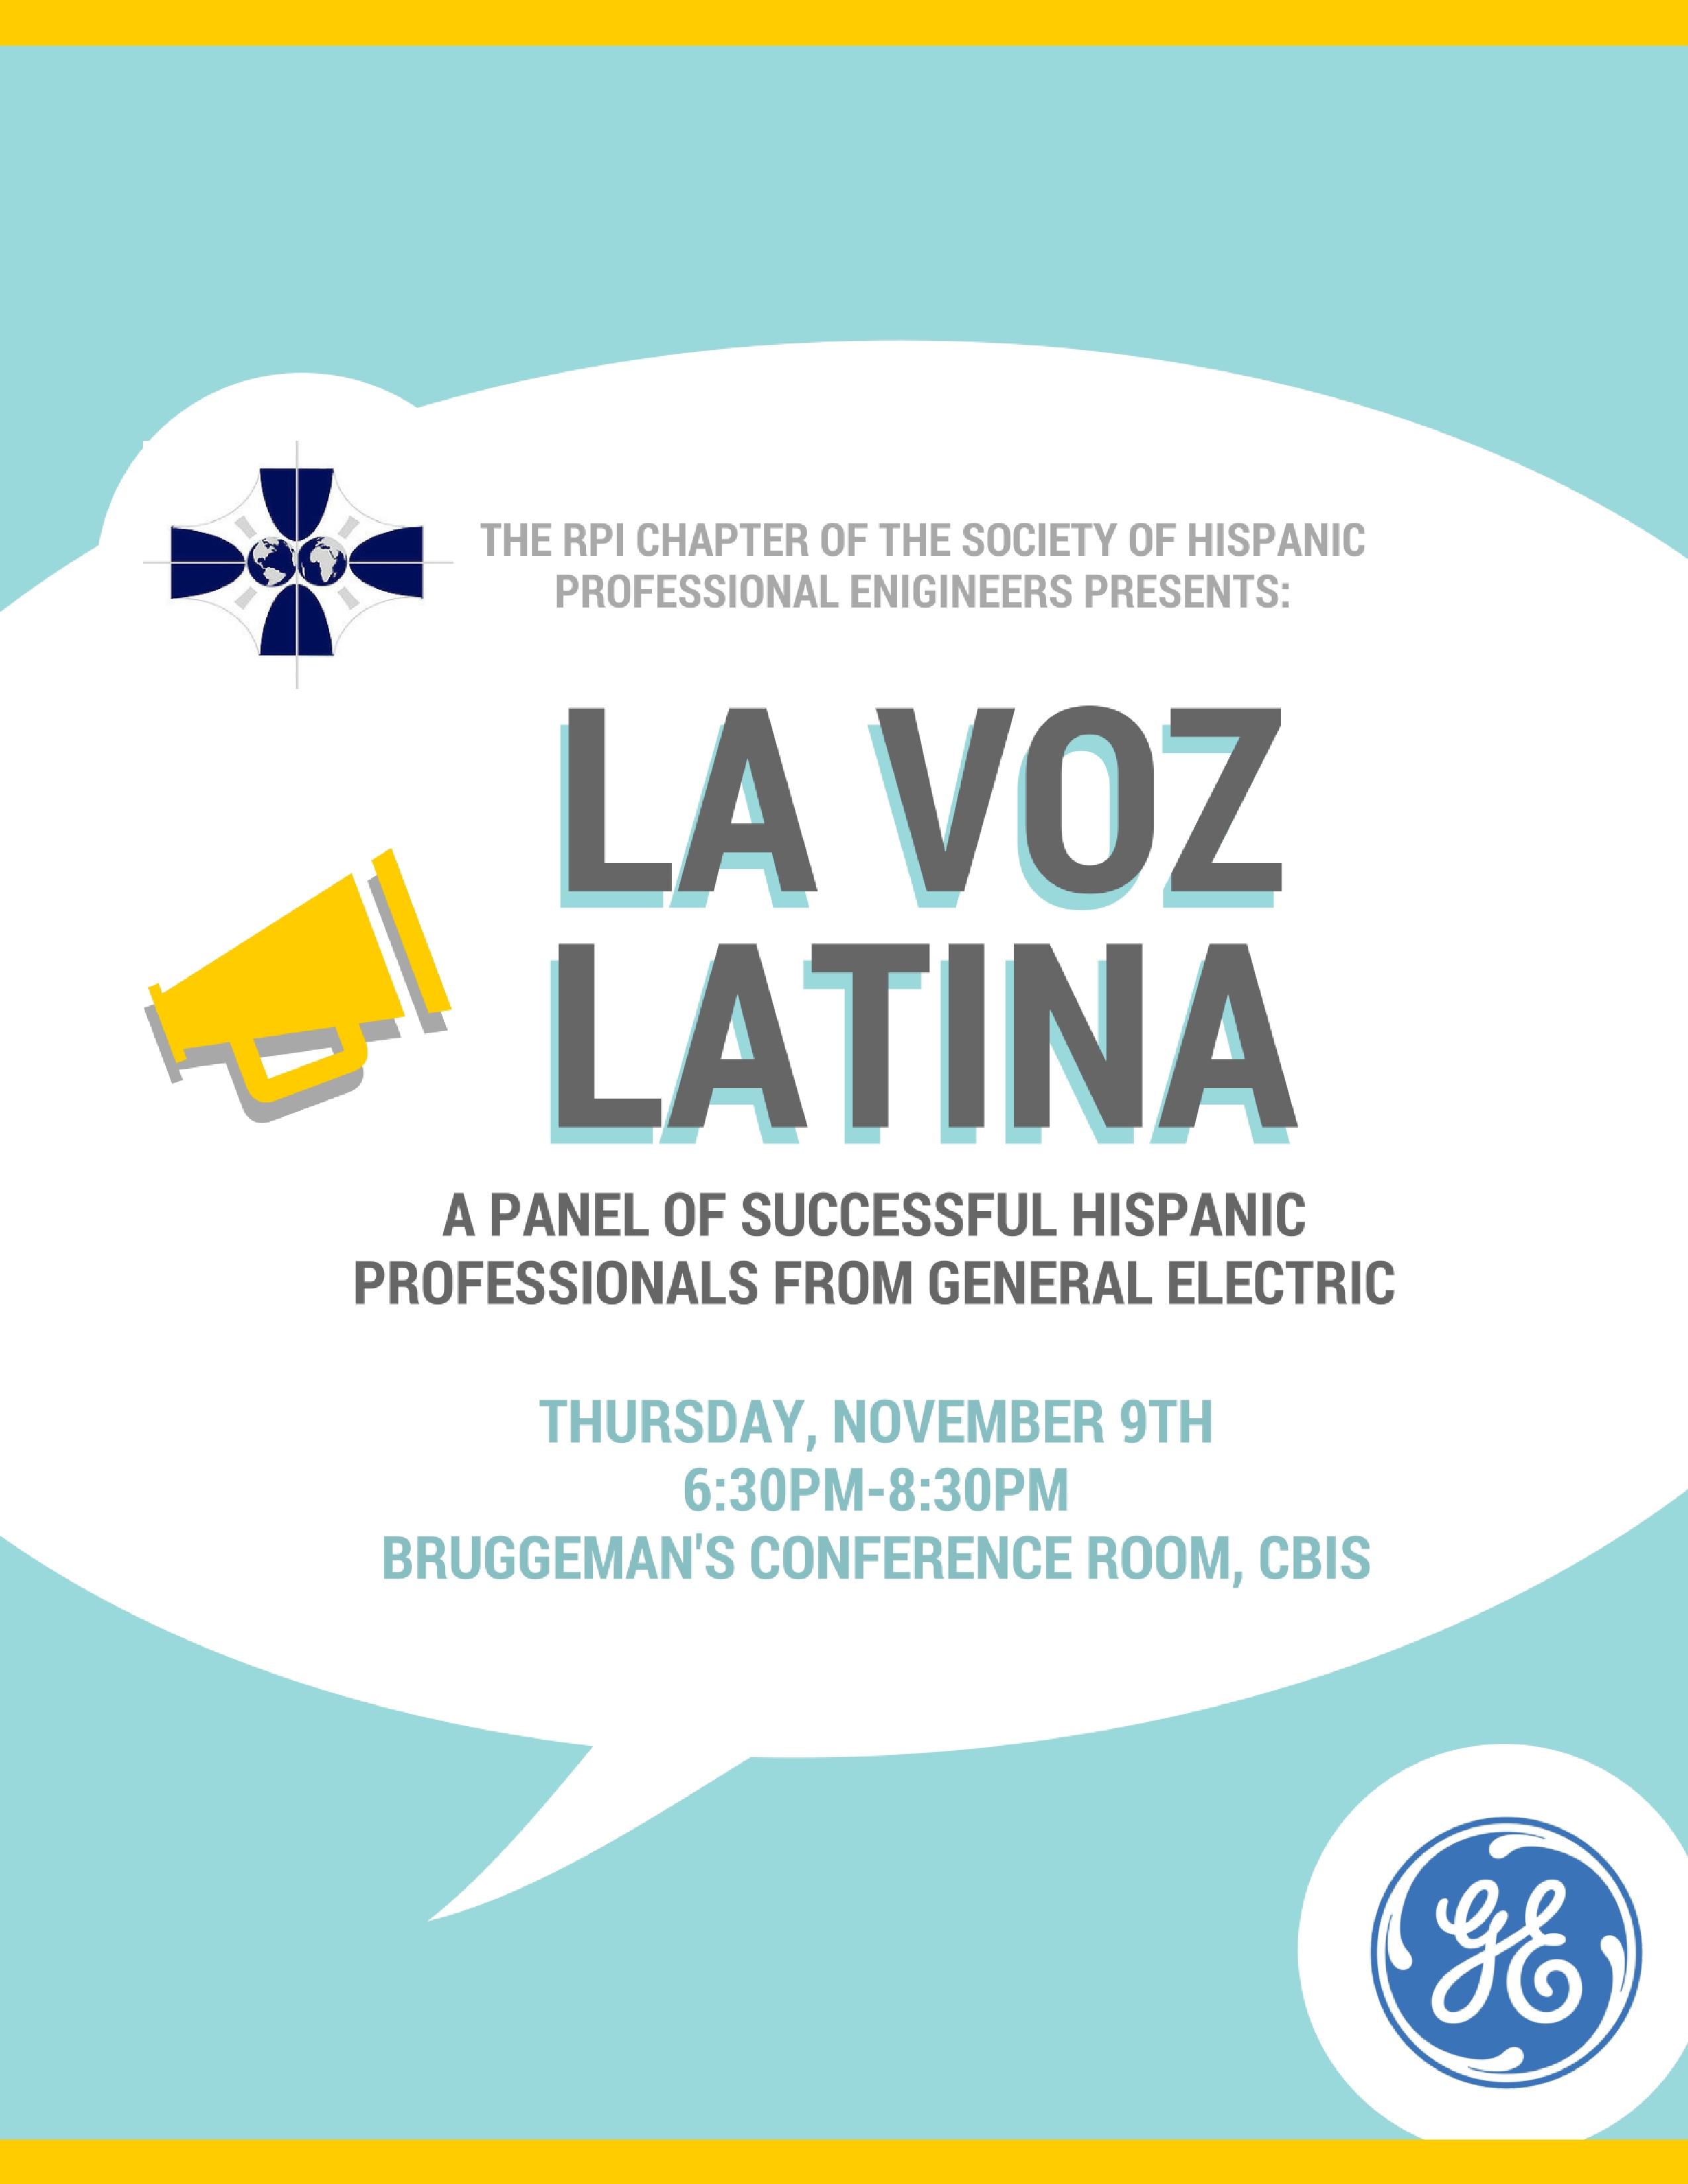 THE RPI CHAPTER OF THE SOCIETY OF HISPANIC
PROFESSIONAL ENIGINEERS PRESENTS:
LA VOZ
LATINA
A PANEL OF SUCCESSFUL HISPANIC
PROFESSIONALS FROM GENERAL ELECTRIC
THURSDAY, NOVEMBER 9TH
6:30PM-8:30PM
BRUGGEMAN'S CONFERENCE ROOM, CBIS
GE